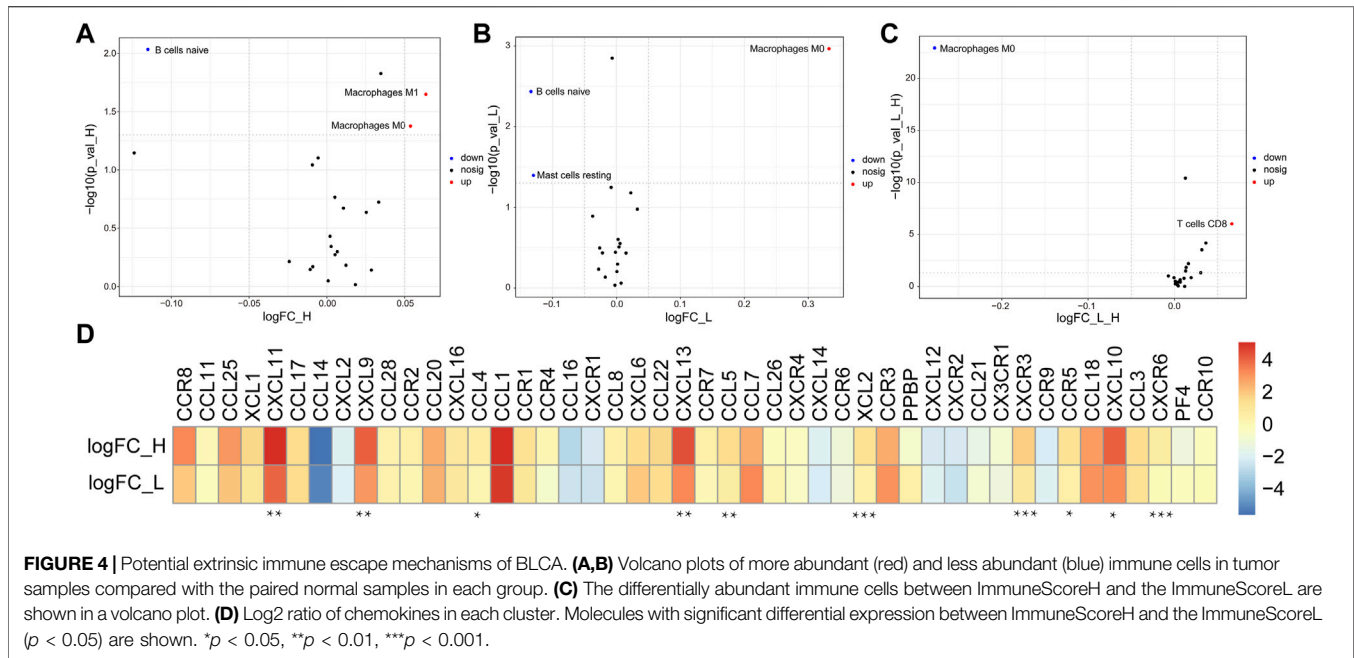 A
B cells naive
Macrophages M1
Macrophages M0
2.0
1.5
1.0
0.5
0.0
−log10(p_val_H)
−0.10
−0.05
0.00
0.05
logFC_H
down
nosig
up
B
Macrophages M0
B cells naive
Mast cells resting
3
2
1
0
−log10(p_val_L)
0.0
0.1
0.2
0.3
logFC_L
down
nosig
up
C
Macrophages M0
T cells CD8
20
15
10
5
0
−log10(p_val_L_H)
−0.2
−0.1
0.0
logFC_L_H
down
nosig
up
D
CCR8
CCL11
CCL25
XCL1
CXCL11
CCL17
CCL14
CXCL2
CXCL9
CCL28
CCR2
CCL20
CXCL16
CCL4
CCL1
CCR1
CCR4
CCL16
CXCR1
CCL8
CXCL6
CCL22
CXCL13
CCR7
CCL5
CCL7
CCL26
CXCR4
CXCL14
CCR6
XCL2
CCR3
PPBP
CXCL12
CXCR2
CCL21
CX3CR1
CXCR3
CCR9
CCR5
CCL18
CXCL10
CCL3
CXCR6
PF4
CCR10
logFC_H
logFC_L
** ** * ** ** *** *** * * ***
4
2
0
−2
−4
FIGURE 4 | Potential extrinsic immune escape mechanisms of BLCA. (A,B) Volcano plots of more abundant (red) and less abundant (blue) immune cells in tumor
samples compared with the paired normal samples in each group. (C) The differentially abundant immune cells between ImmuneScoreH and the ImmuneScoreL are
shown in a volcano plot. (D) Log2 ratio of chemokines in each cluster. Molecules with significant differential expression between ImmuneScoreH and the ImmuneScoreL
(p < 0.05) are shown. *p < 0.05, **p < 0.01, ***p < 0.001.